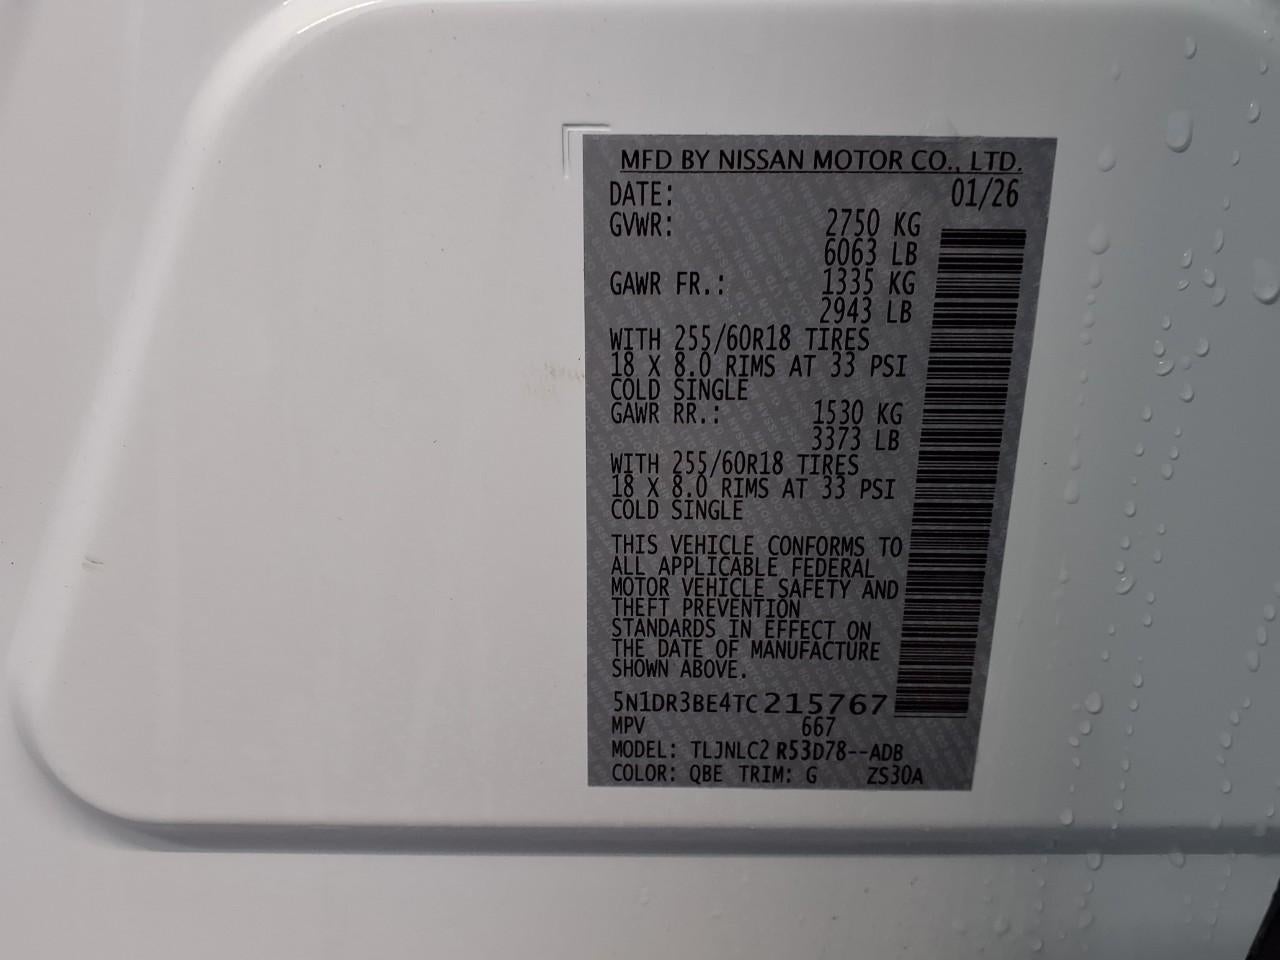 MFD BY NISSAN MOTOR CO., LTD.
DATE: 01/26
GVWR: 2750 KG
6063 LB
GAWR FR.: 1335 KG
2943 LB
WITH 255/60R18 TIRES
18 X 8.0 RIMS AT 33 PSI
COLD SINGLE
GAWR RR.: 1530 KG
3373 LB
WITH 255/60R18 TIRES
18 X 8.0 RIMS AT 33 PSI
COLD SINGLE
THIS VEHICLE CONFORMS TO
ALL APPLICABLE FEDERAL
MOTOR VEHICLE SAFETY AND
THEFT PREVENTION
STANDARDS IN EFFECT ON
THE DATE OF MANUFACTURE
SHOWN ABOVE.
5N1DR3BE4TC215767
MPV 667
MODEL: TLJNLC2 R53D78--ADB
COLOR: QBE TRIM: G ZS30A